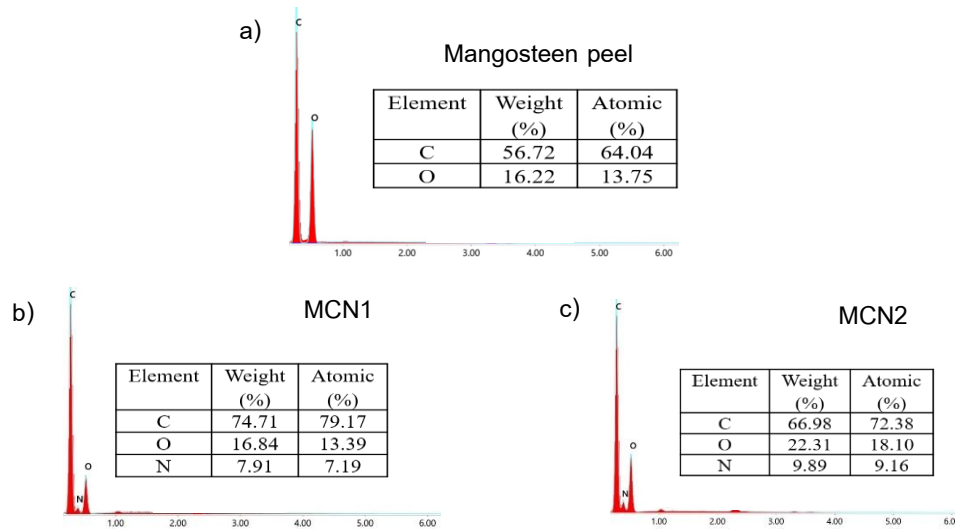 a)
Mangosteen peel
C
O
Element Weight (%) Atomic (%)
C 56.72 64.04
O 16.22 13.75
1.00 2.00 3.00 4.00 5.00 6.00
b)
MCN1
C
N
O
Element Weight (%) Atomic (%)
C 74.71 79.17
O 16.84 13.39
N 7.91 7.19
1.00 2.00 3.00 4.00 5.00 6.00
c)
MCN2
C
N
O
Element Weight (%) Atomic (%)
C 66.98 72.38
O 22.31 18.10
N 9.89 9.16
1.00 2.00 3.00 4.00 5.00 6.0